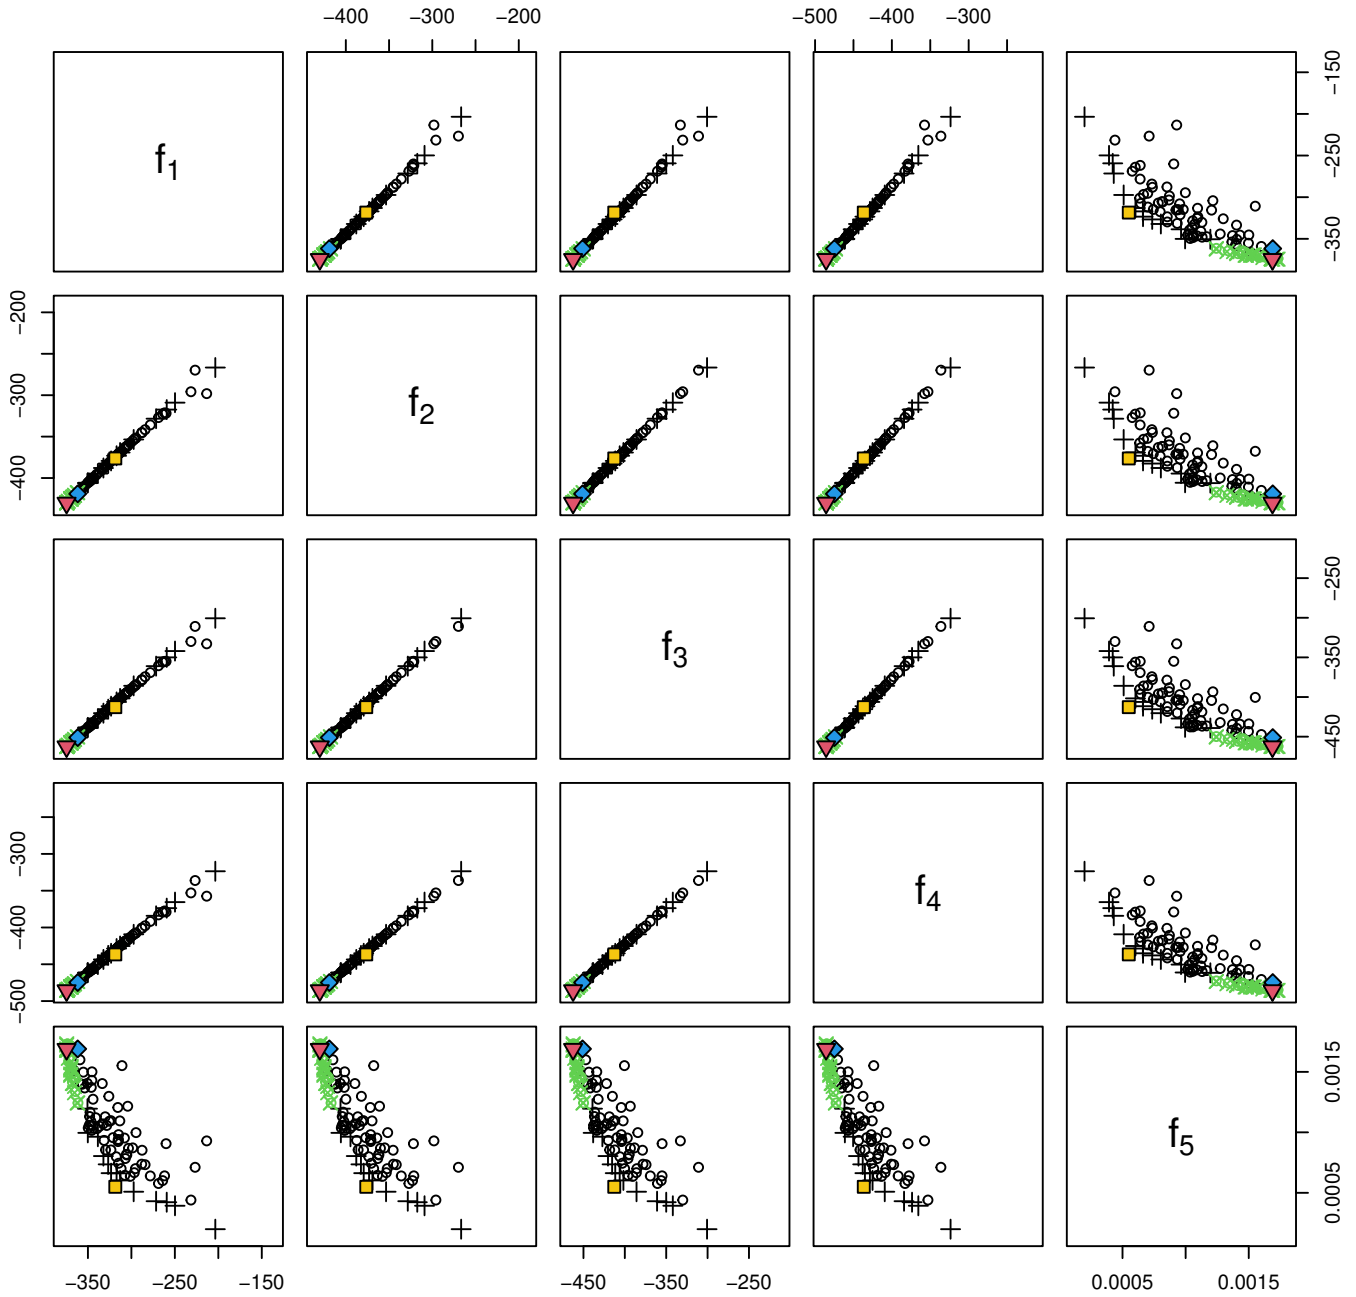 −400 −300 −200 −500 −400 −300
f₁ −150 −250 −350
−200 −300 −400 f₂
f₃ −250 −350 −450
−300 −400 −500 f₄
f₅ 0.0015 0.0005
−350 −250 −150 −450 −350 −250 0.0005 0.0015